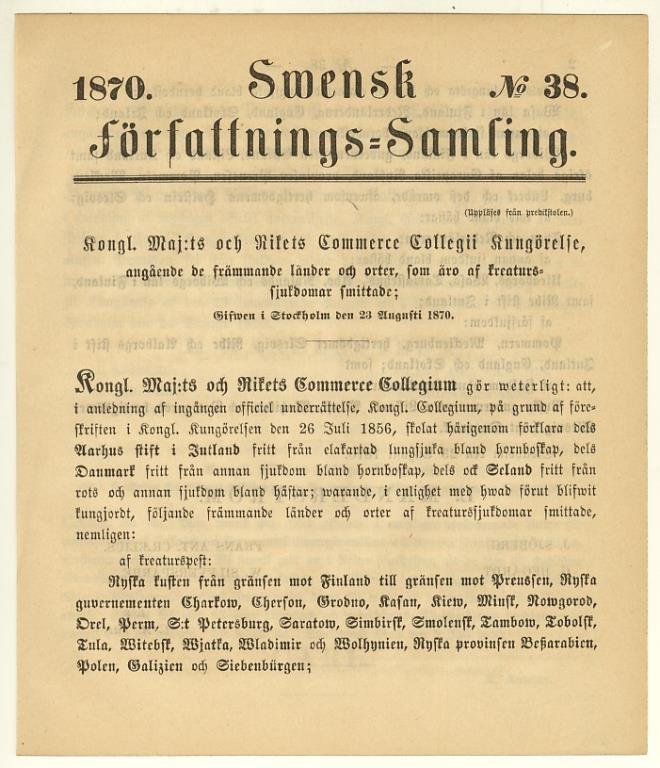 1870. Swensk № 38.
Författnings-Samling.
(Uppläses från predikstolen.)
Kongl. Maj:ts och Rikets Commerce Collegii Kungörelse,
angående de främmande länder och orter, som äro af kreaturs-
sjukdomar smittade;
Gifwen i Stockholm den 23 Augusti 1870.
Kongl. Maj:ts och Rikets Commerce Collegium gör weterligt: att,
i anledning af ingången officiel underrättelse, Kongl. Collegium, på grund af före-
skriften i Kongl. Kungörelsen den 26 Juli 1856, skolat härigenom förklara dels
Aarhus stift i Jutland fritt från elakartad lungsjuka bland hornboskap, dels
Danmark fritt från annan sjukdom bland hornboskap, dels ock Seland fritt från
rots och annan sjukdom bland hästar; warande, i enlighet med hwad förut blifwit
kungjordt, följande främmande länder och orter af kreatursjukdomar smittade,
nemligen:
af kreaturspest:
Ryska kusten från gränsen mot Finland till gränsen mot Preussen, Ryska
guvernementen Charkow, Cherson, Grodno, Kasan, Kiew, Minsk, Nowgorod,
Orel, Perm, S:t Petersburg, Saratow, Simbirsk, Smolensk, Tambow, Tobolsk,
Tula, Witebsk, Wjatka, Wladimir och Wolhynien, Ryska provinsen Beßarabien,
Polen, Galizien och Siebenbürgen;